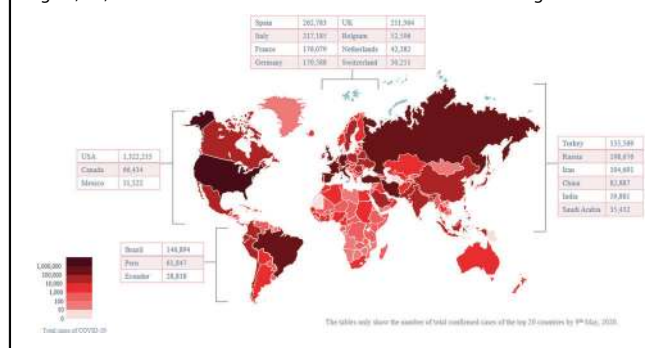 Spain 262,783 UK 211,364
Italy 217,185 Belgium 52,596
France 176,079 Netherlands 42,382
Germany 170,588 Switzerland 30,251
USA 1,322,215
Canada 66,434
Mexico 31,522
Turkey 135,569
Russia 198,676
Iran 104,691
China 82,887
India 59,881
Saudi Arabia 35,432
Brazil 146,894
Peru 61,847
Ecuador 28,818
1,000,000
100,000
10,000
1,000
100
50
0
Total cases of COVID-19
The tables only show the number of total confirmed cases of the top 20 countries by 9th May, 2020.